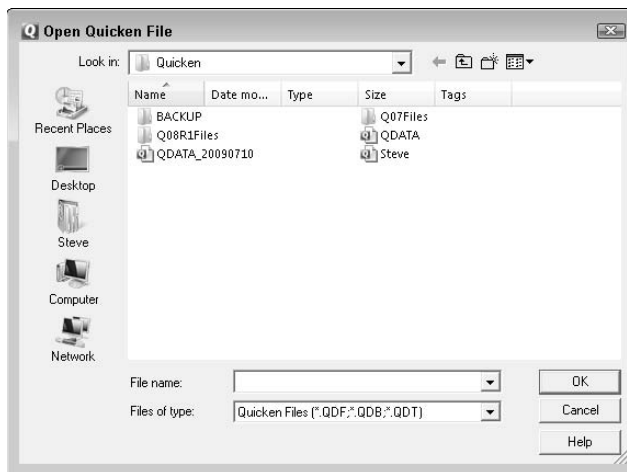 Open Quicken File
Look in: Quicken
Name Date mo... Type Size Tags
BACKUP Q07Files
Q08R1Files QDATA
QDATA_20090710 Steve
Recent Places
Desktop
Steve
Computer
Network
File name: OK
Files of type: Quicken Files (*.QDF;*.QDB;*.QDT) Cancel
Help